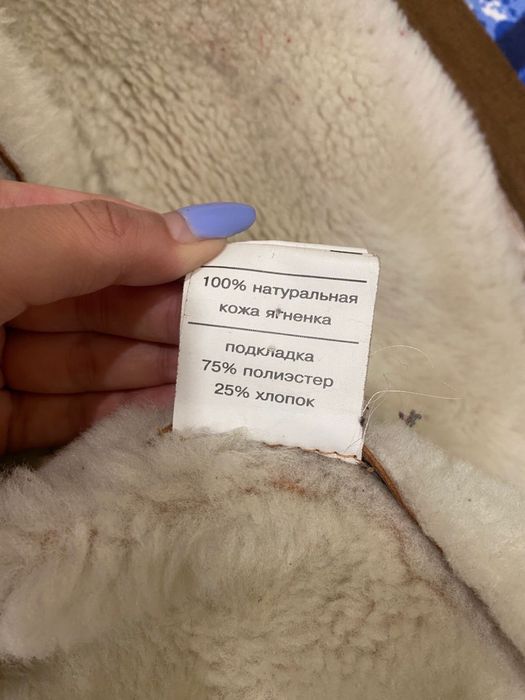 100% натуральная
кожа ягненка
подкладка
75% полиэстер
25% хлопок